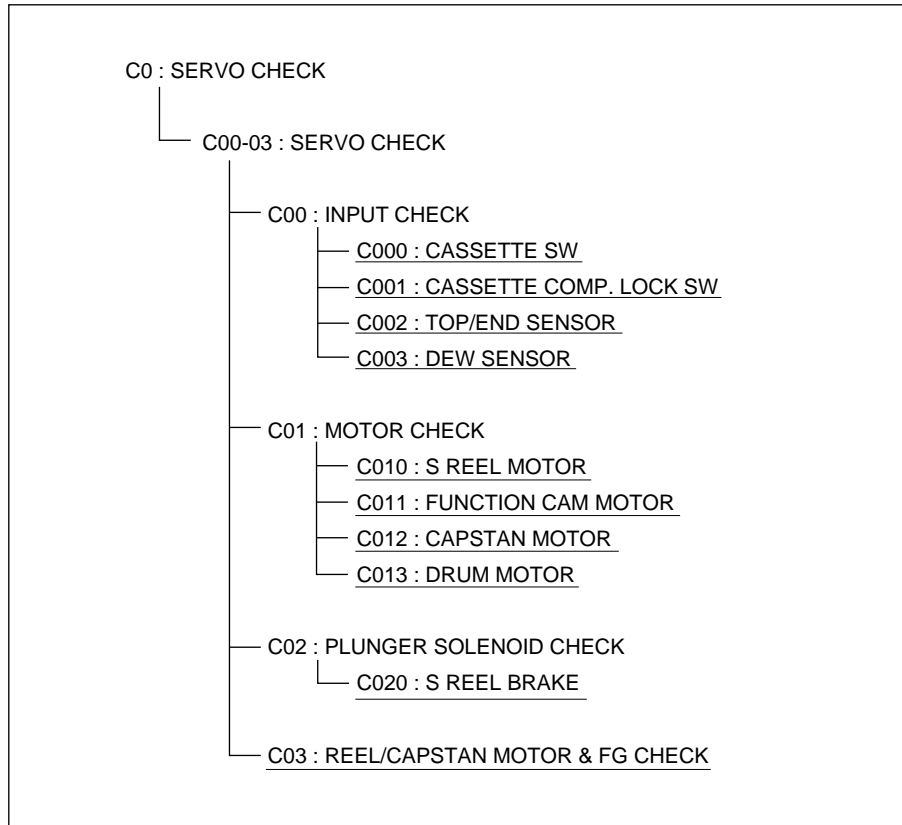 C0 : SERVO CHECK
C00-03 : SERVO CHECK
C00 : INPUT CHECK
C000 : CASSETTE SW
C001 : CASSETTE COMP. LOCK SW
C002 : TOP/END SENSOR
C003 : DEW SENSOR
C01 : MOTOR CHECK
C010 : S REEL MOTOR
C011 : FUNCTION CAM MOTOR
C012 : CAPSTAN MOTOR
C013 : DRUM MOTOR
C02 : PLUNGER SOLENOID CHECK
C020 : S REEL BRAKE
C03 : REEL/CAPSTAN MOTOR & FG CHECK